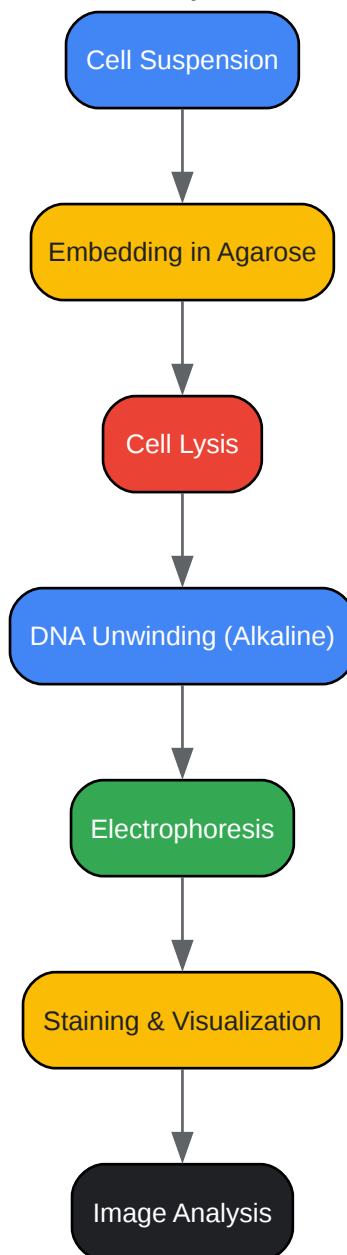 Cell Suspension
Embedding in Agarose
Cell Lysis
DNA Unwinding (Alkaline)
Electrophoresis
Staining & Visualization
Image Analysis